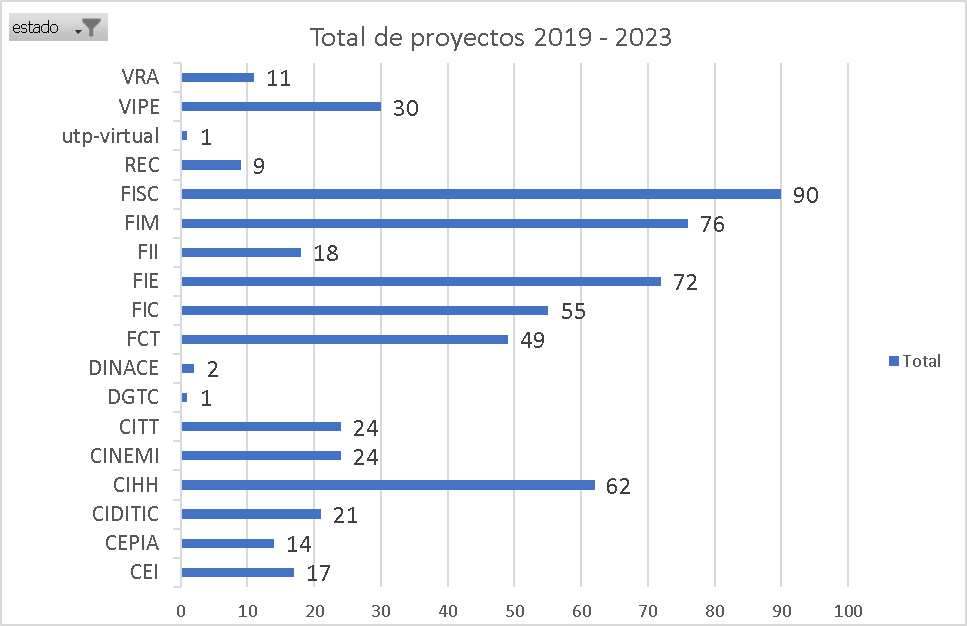 estado
Total de proyectos 2019 - 2023
VRA 11
VIPE 30
utp-virtual 1
REC 9
FISC 90
FIM 76
FII 18
FIE 72
FIC 55
FCT 49
DINACE 2
DGTC 1
CITT 24
CINEMI 24
CIHH 62
CIDITIC 21
CEPIA 14
CEI 17
0 10 20 30 40 50 60 70 80 90 100
Total